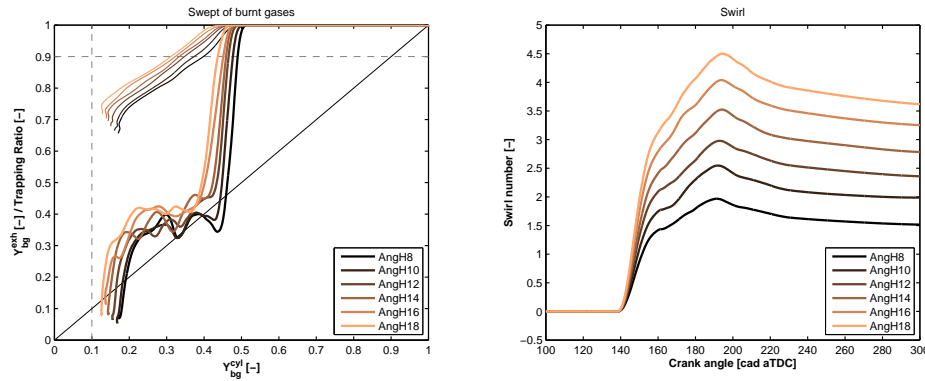 Swept of burnt gases
1
0.9
0.8
0.7
0.6
0.5
0.4
0.3
0.2
0.1
0
Y_bg^exh [–] / Trapping Ratio [–]
0 0.1 0.2 0.3 0.4 0.5 0.6 0.7 0.8 0.9 1
Y_bg^cyl [–]
AngH8
AngH10
AngH12
AngH14
AngH16
AngH18
Swirl
5
4.5
4
3.5
3
2.5
2
1.5
1
0.5
0
−0.5
Swirl number [–]
100 120 140 160 180 200 220 240 260 280 300
Crank angle [cad aTDC]
AngH8
AngH10
AngH12
AngH14
AngH16
AngH18